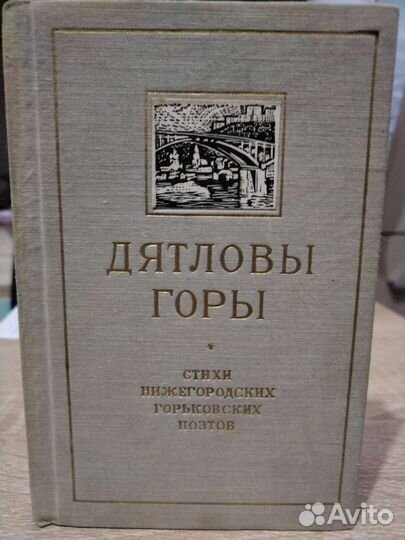 ДЯТЛОВЫ
ГОРЫ
*
СТИХИ
НИЖЕГОРОДСКИХ
ГОРЬКОВСКИХ
ПОЭТОВ
Avito